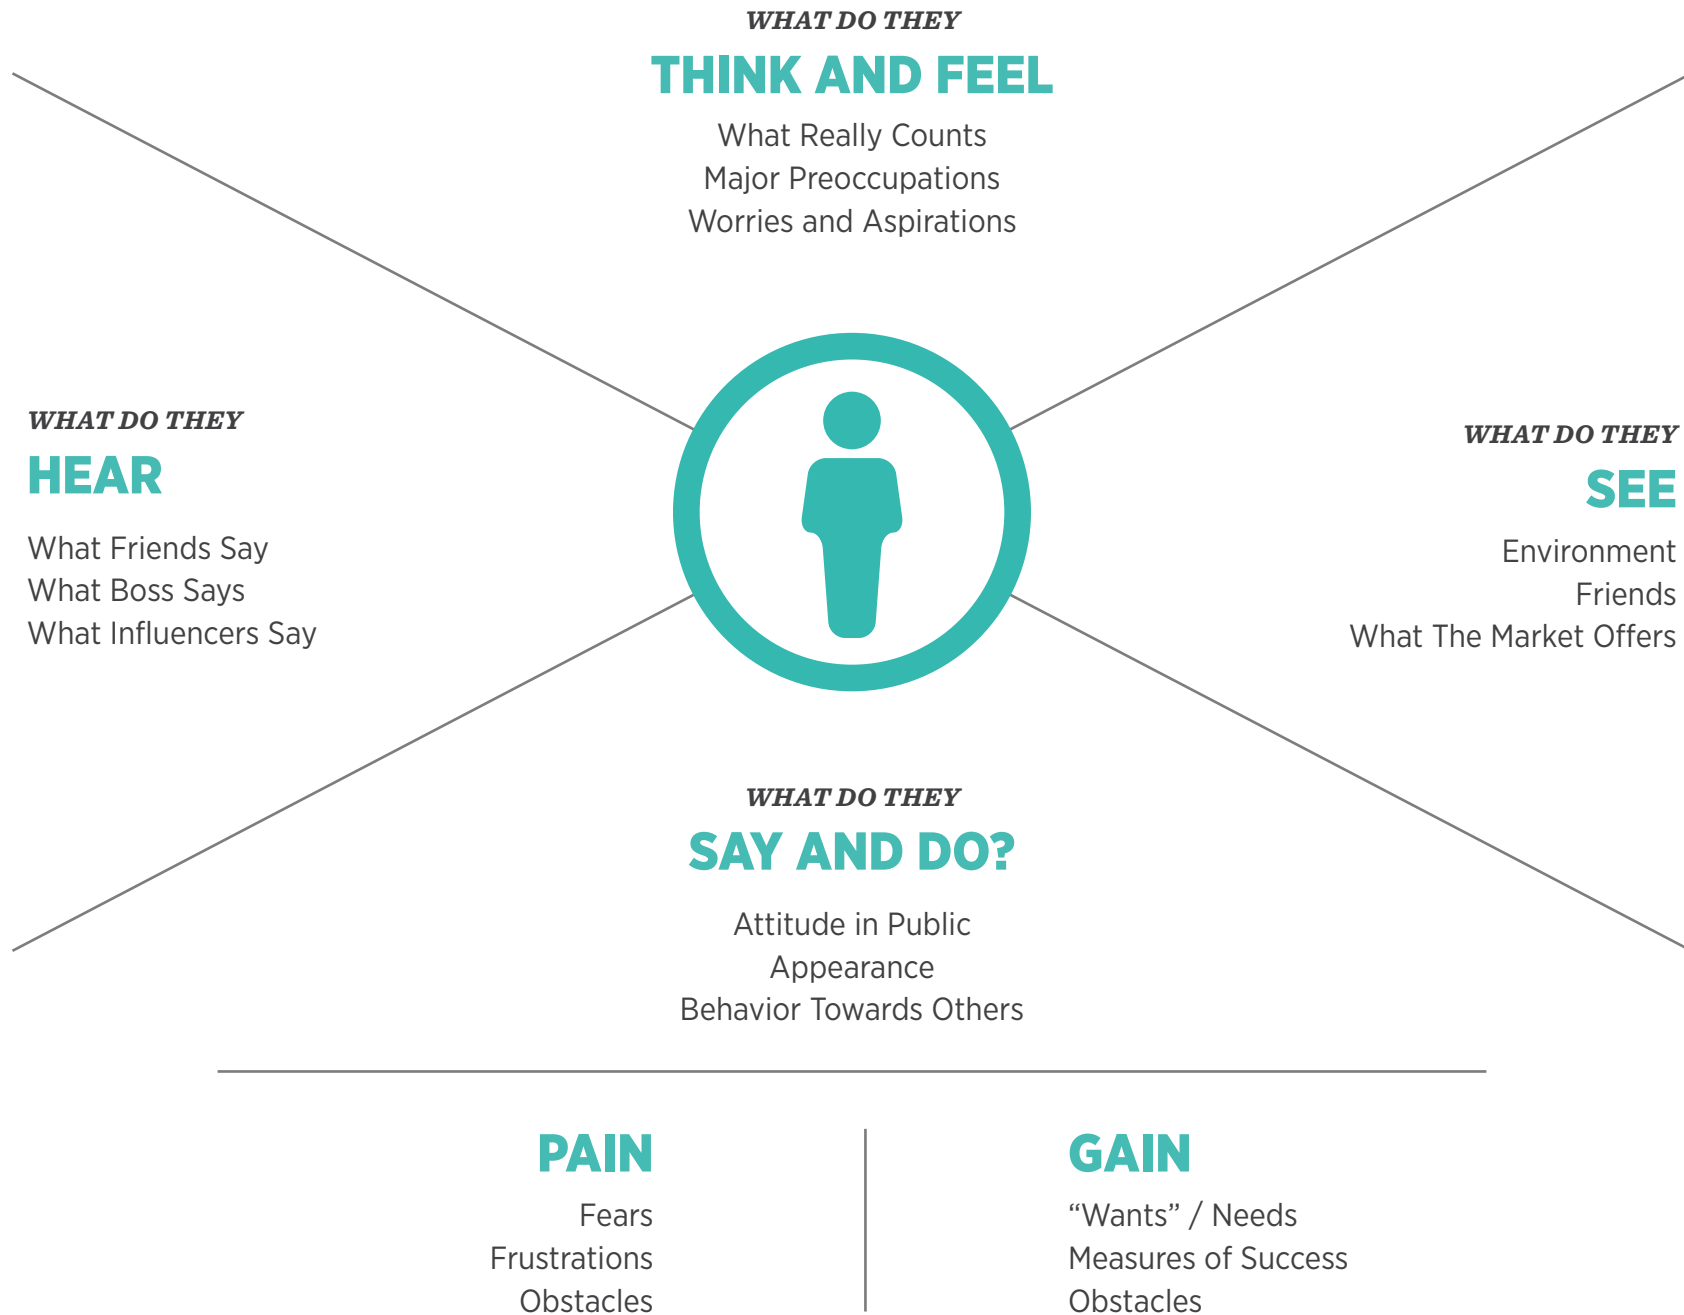 WHAT DO THEY
THINK AND FEEL
What Really Counts
Major Preoccupations
Worries and Aspirations
WHAT DO THEY
HEAR
What Friends Say
What Boss Says
What Influencers Say
WHAT DO THEY
SEE
Environment
Friends
What The Market Offers
WHAT DO THEY
SAY AND DO?
Attitude in Public
Appearance
Behavior Towards Others
PAIN
Fears
Frustrations
Obstacles
GAIN
“Wants” / Needs
Measures of Success
Obstacles